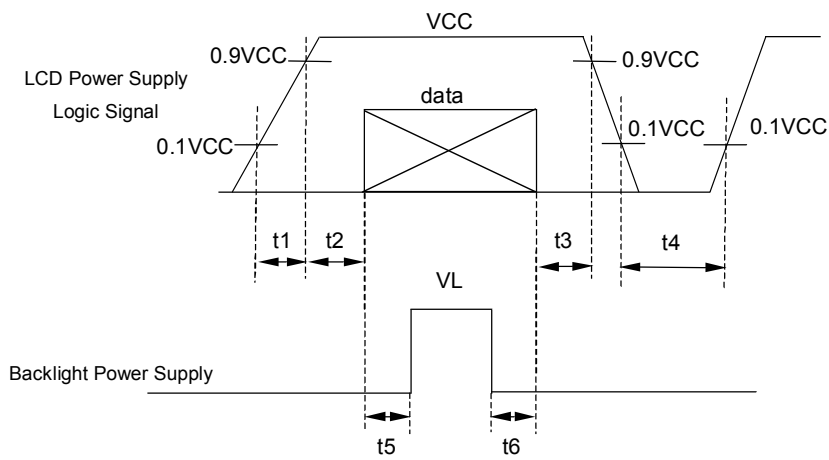 VCC
0.9VCC
0.9VCC
LCD Power Supply
Logic Signal
data
0.1VCC
0.1VCC
0.1VCC
t1
t2
t3
t4
VL
Backlight Power Supply
t5
t6